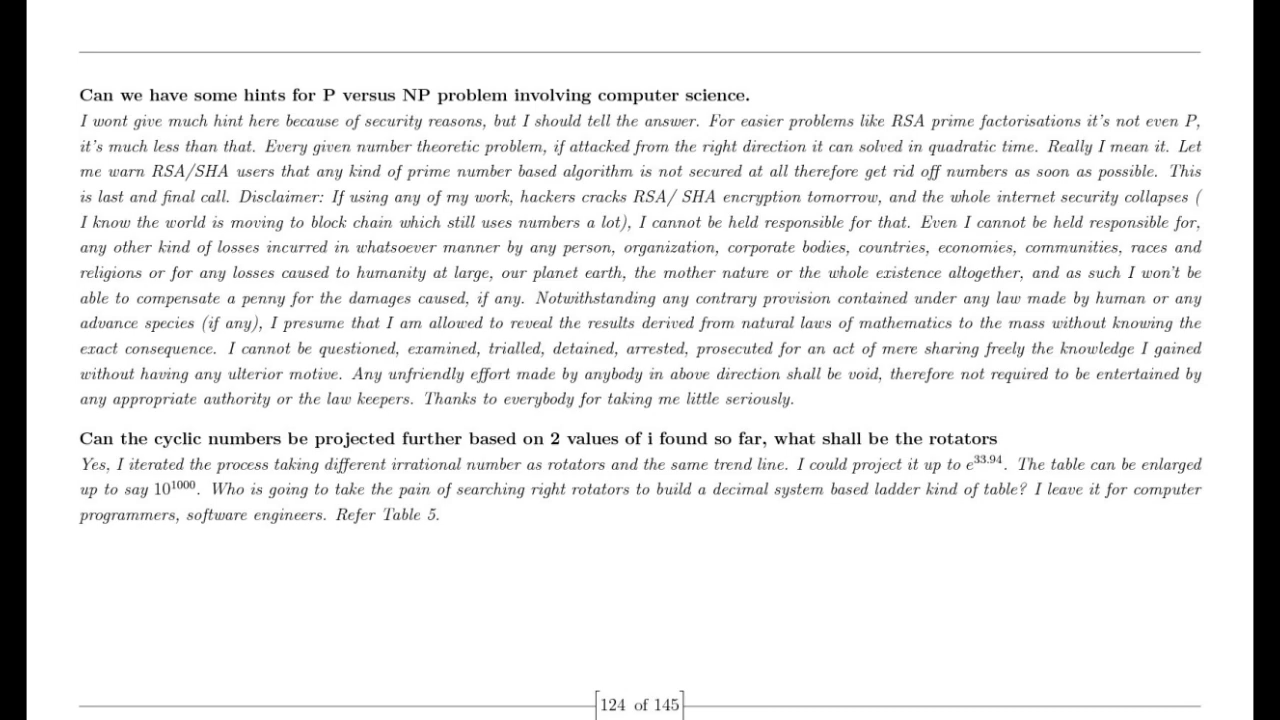 Can we have some hints for P versus NP problem involving computer science.
I wont give much hint here because of security reasons, but I should tell the answer. For easier problems like RSA prime factorisations it's not even P,
it's much less than that. Every given number theoretic problem, if attacked from the right direction it can solved in quadratic time. Really I mean it. Let
me warn RSA/SHA users that any kind of prime number based algorithm is not secured at all therefore get rid off numbers as soon as possible. This
is last and final call. Disclaimer: If using any of my work, hackers cracks RSA/ SHA encryption tomorrow, and the whole internet security collapses (
I know the world is moving to block chain which still uses numbers a lot), I cannot be held responsible for that. Even I cannot be held responsible for,
any other kind of losses incurred in whatsoever manner by any person, organization, corporate bodies, countries, economies, communities, races and
religions or for any losses caused to humanity at large, our planet earth, the mother nature or the whole existence altogether, and as such I won't be
able to compensate a penny for the damages caused, if any. Notwithstanding any contrary provision contained under any law made by human or any
advance species (if any), I presume that I am allowed to reveal the results derived from natural laws of mathematics to the mass without knowing the
exact consequence. I cannot be questioned, examined, trialled, detained, arrested, prosecuted for an act of mere sharing freely the knowledge I gained
without having any ulterior motive. Any unfriendly effort made by anybody in above direction shall be void, therefore not required to be entertained by
any appropriate authority or the law keepers. Thanks to everybody for taking me little seriously.
Can the cyclic numbers be projected further based on 2 values of i found so far, what shall be the rotators
Yes, I iterated the process taking different irrational number as rotators and the same trend line. I could project it up to e^33.94. The table can be enlarged
up to say 10^1000. Who is going to take the pain of searching right rotators to build a decimal system based ladder kind of table? I leave it for computer
programmers, software engineers. Refer Table 5.
124 of 145